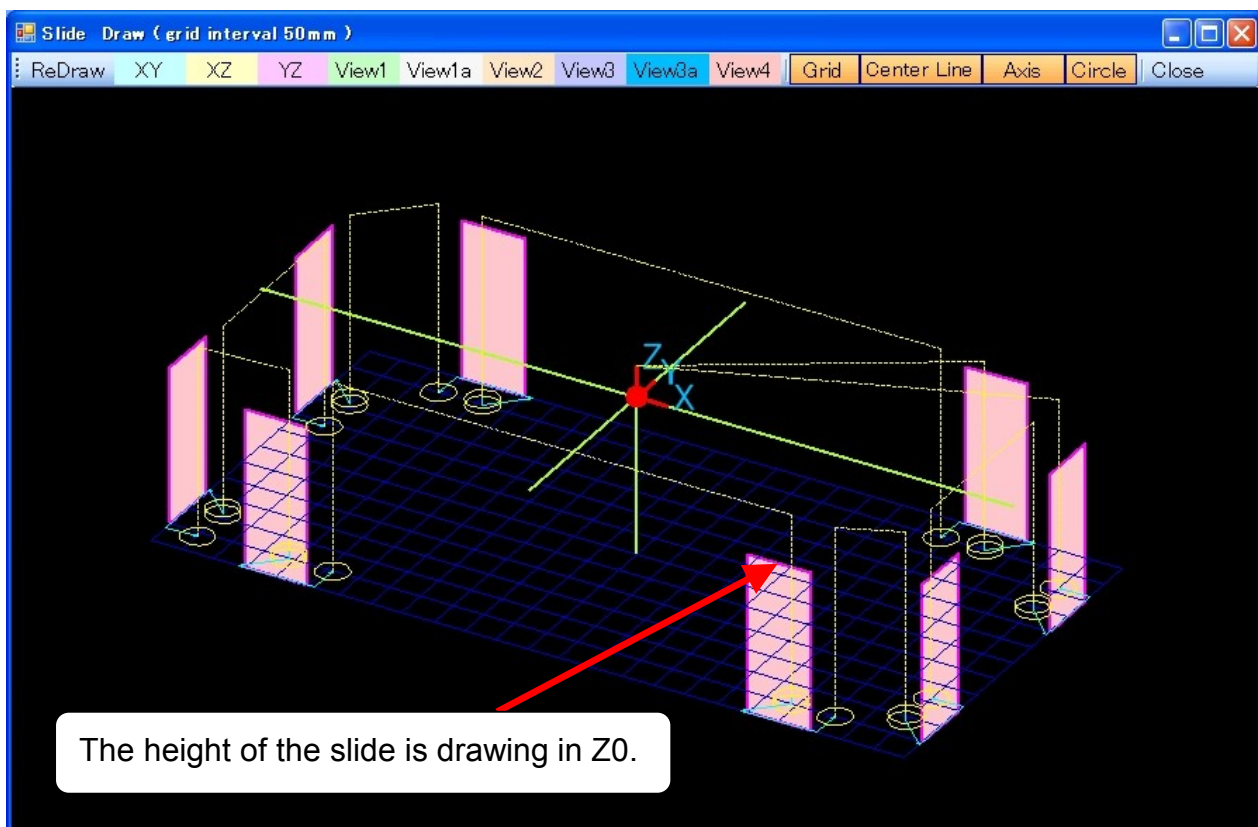 Slide Draw ( grid interval 50mm )
ReDraw XY XZ YZ View1 View1a View2 View3 View3a View4 Grid Center Line Axis Circle Close
Z
Y
X
The height of the slide is drawing in Z0.